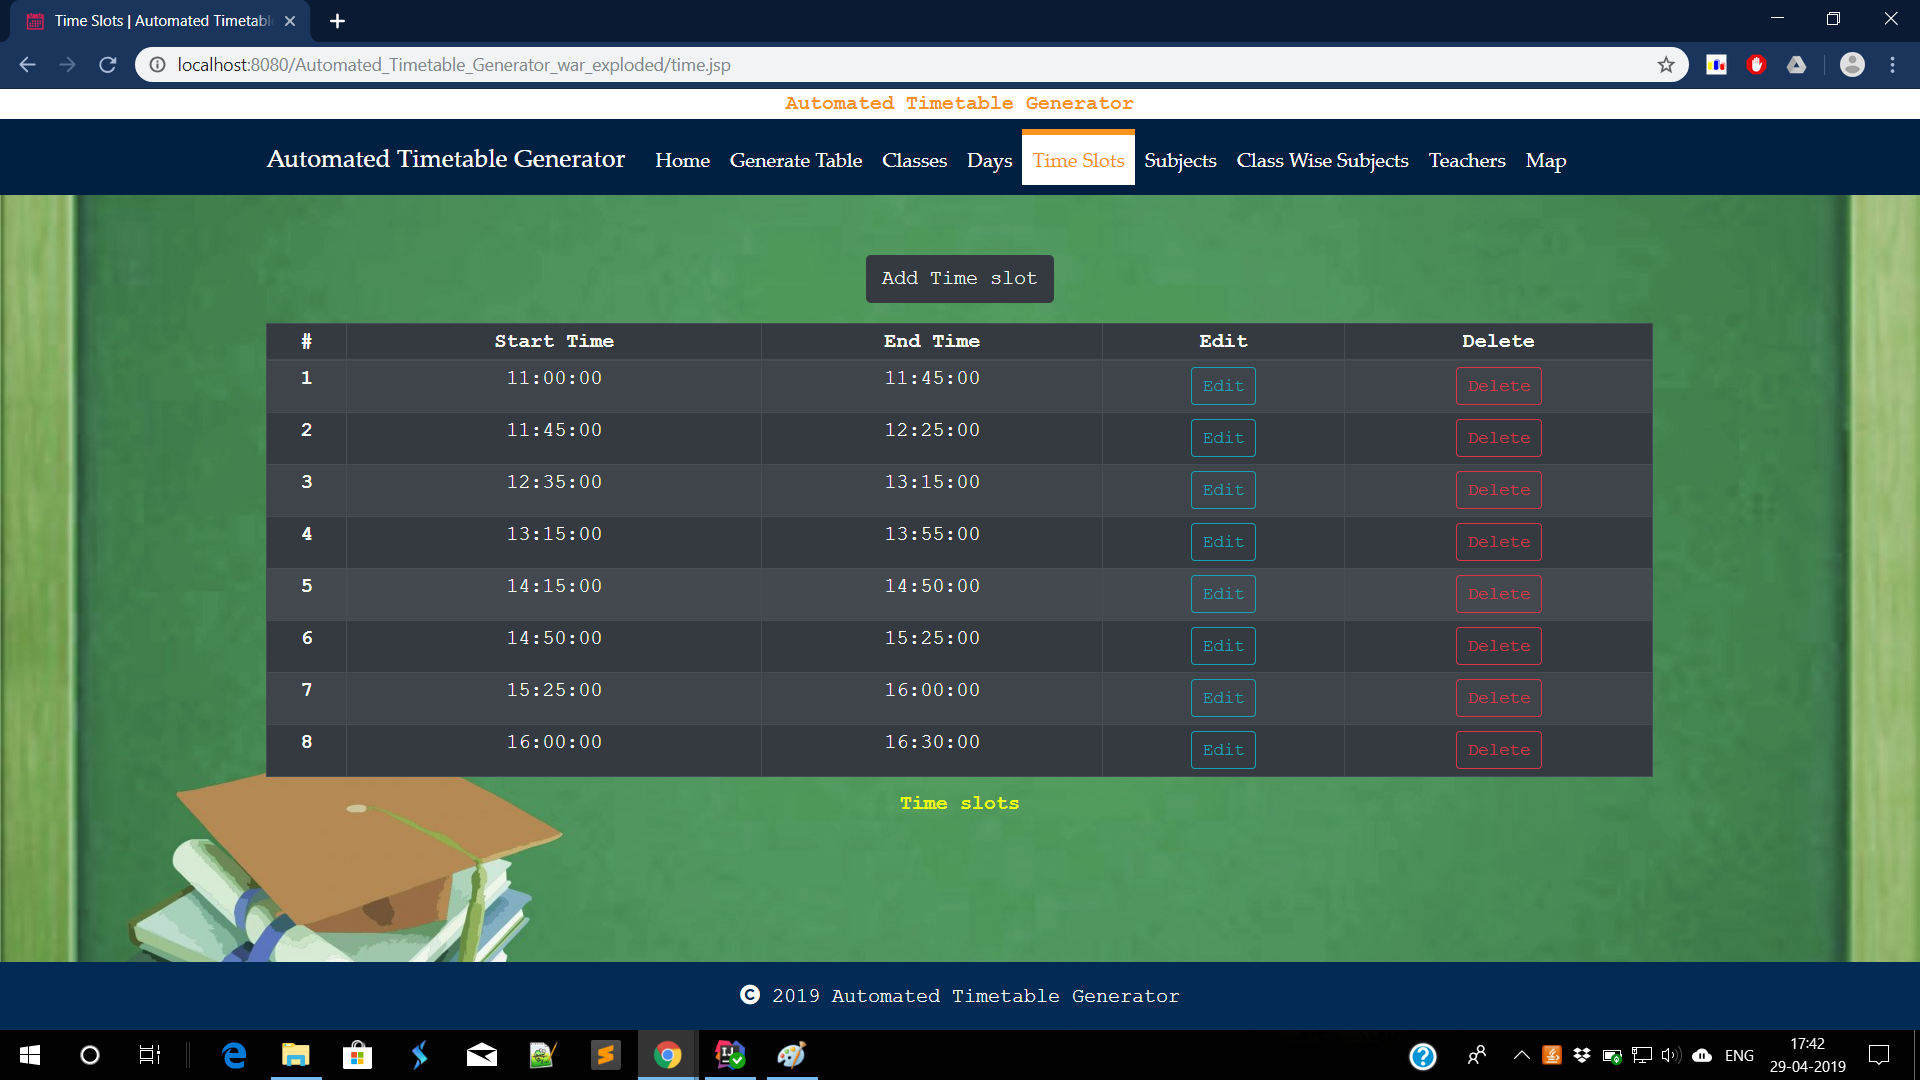 Time Slots | Automated Timetabl
localhost:8080/Automated_Timetable_Generator_war_exploded/time.jsp
Automated Timetable Generator
Automated Timetable Generator Home Generate Table Classes Days Time Slots Subjects Class Wise Subjects Teachers Map
Add Time slot
# Start Time End Time Edit Delete
1 11:00:00 11:45:00 Edit Delete
2 11:45:00 12:25:00 Edit Delete
3 12:35:00 13:15:00 Edit Delete
4 13:15:00 13:55:00 Edit Delete
5 14:15:00 14:50:00 Edit Delete
6 14:50:00 15:25:00 Edit Delete
7 15:25:00 16:00:00 Edit Delete
8 16:00:00 16:30:00 Edit Delete
Time slots
© 2019 Automated Timetable Generator
ENG 17:42
29-04-2019